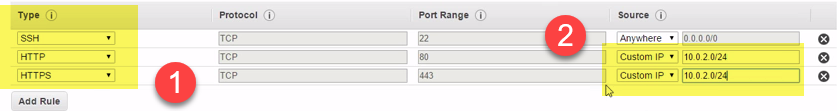 Type Protocol Port Range Source
SSH TCP 22 Anywhere 0.0.0.0/0
HTTP TCP 80 Custom IP 10.0.2.0/24
HTTPS TCP 443 Custom IP 10.0.2.0/24
1
2
Add Rule